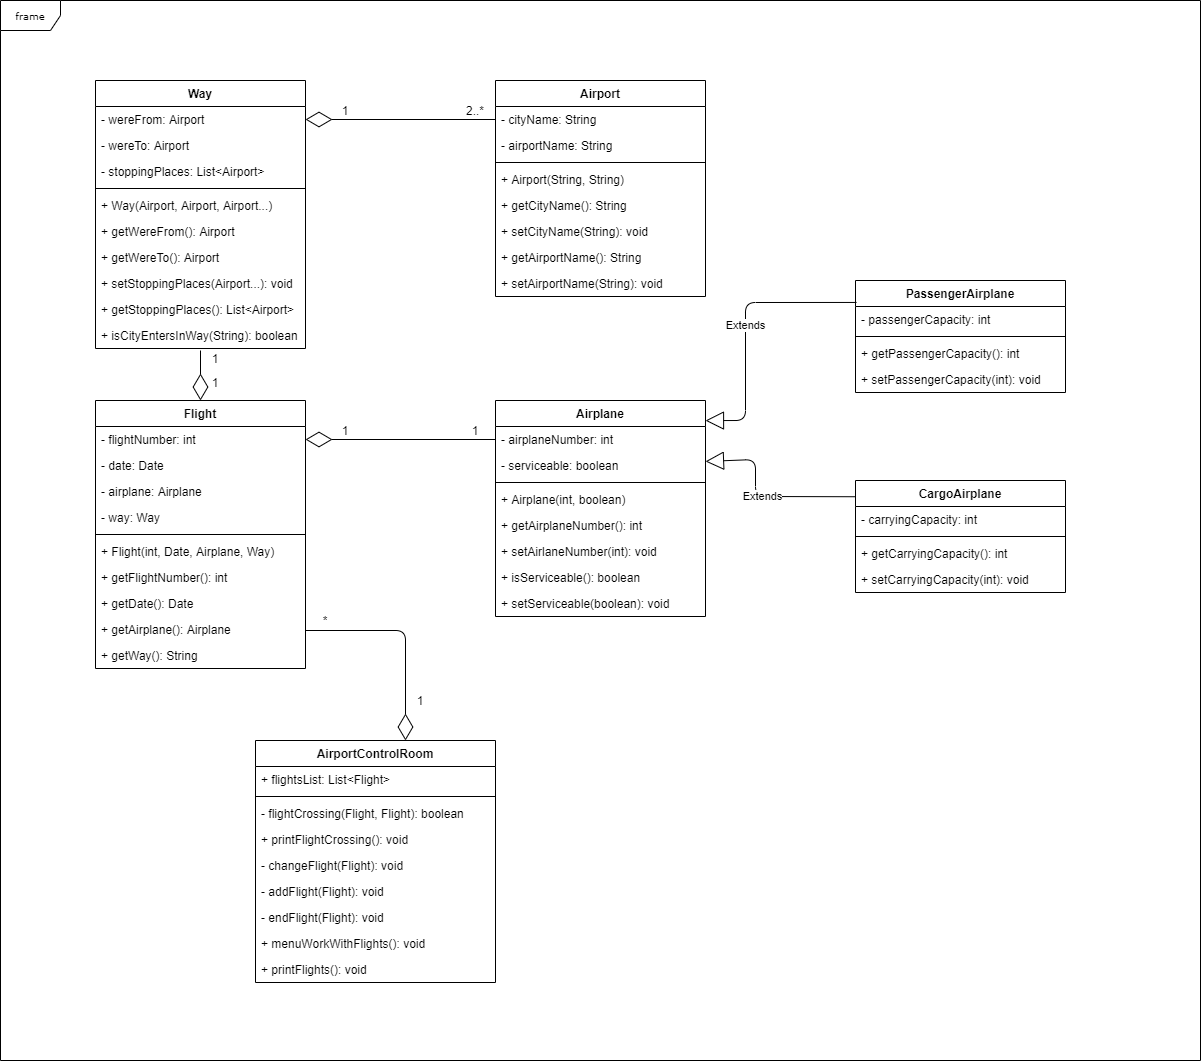 frame
Way
- wereFrom: Airport
- wereTo: Airport
- stoppingPlaces: List<Airport>
+ Way(Airport, Airport, Airport...)
+ getWereFrom(): Airport
+ getWereTo(): Airport
+ setStoppingPlaces(Airport...): void
+ getStoppingPlaces(): List<Airport>
+ isCityEntersInWay(String): boolean
1
2..*
Airport
- cityName: String
- airportName: String
+ Airport(String, String)
+ getCityName(): String
+ setCityName(String): void
+ getAirportName(): String
+ setAirportName(String): void
PassengerAirplane
- passengerCapacity: int
+ getPassengerCapacity(): int
+ setPassengerCapacity(int): void
Extends
1
1
Flight
- flightNumber: int
- date: Date
- airplane: Airplane
- way: Way
+ Flight(int, Date, Airplane, Way)
+ getFlightNumber(): int
+ getDate(): Date
+ getAirplane(): Airplane
+ getWay(): String
1
1
Airplane
- airplaneNumber: int
- serviceable: boolean
+ Airplane(int, boolean)
+ getAirplaneNumber(): int
+ setAirlaneNumber(int): void
+ isServiceable(): boolean
+ setServiceable(boolean): void
Extends
CargoAirplane
- carryingCapacity: int
+ getCarryingCapacity(): int
+ setCarryingCapacity(int): void
*
1
AirportControlRoom
+ flightsList: List<Flight>
- flightCrossing(Flight, Flight): boolean
+ printFlightCrossing(): void
- changeFlight(Flight): void
- addFlight(Flight): void
- endFlight(Flight): void
+ menuWorkWithFlights(): void
+ printFlights(): void